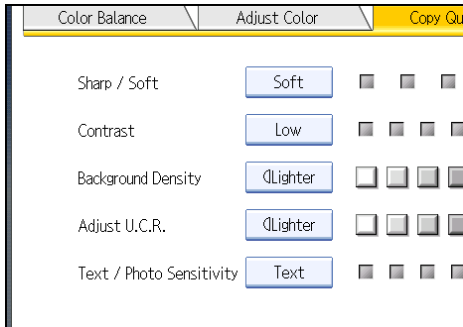 Color Balance
Adjust Color
Copy Qu
Sharp / Soft Soft
Contrast Low
Background Density Lighter
Adjust U.C.R. Lighter
Text / Photo Sensitivity Text